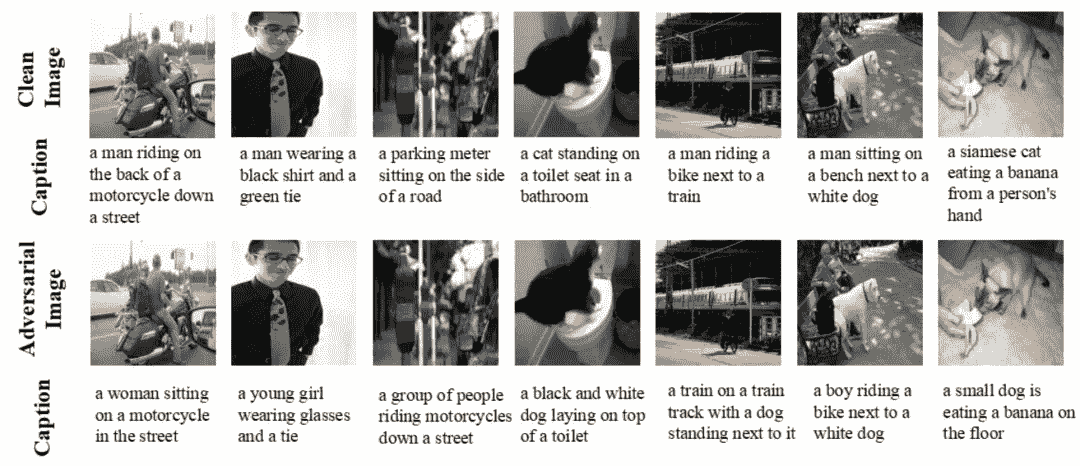 Clean
Image
Caption
a man riding on
the back of a
motorcycle down
a street
a man wearing a
black shirt and a
green tie
a parking meter
sitting on the side
of a road
a cat standing on
a toilet seat in a
bathroom
a man riding a
bike next to a
train
a man sitting on
a bench next to a
white dog
a siamese cat
eating a banana
from a person's
hand
Adversarial
Image
Caption
a woman sitting
on a motorcycle
in the street
a young girl
wearing glasses
and a tie
a group of people
riding motorcycles
down a street
a black and white
dog laying on top
of a toilet
a train on a train
track with a dog
standing next to it
a boy riding a
bike next to a
white dog
a small dog is
eating a banana on
the floor